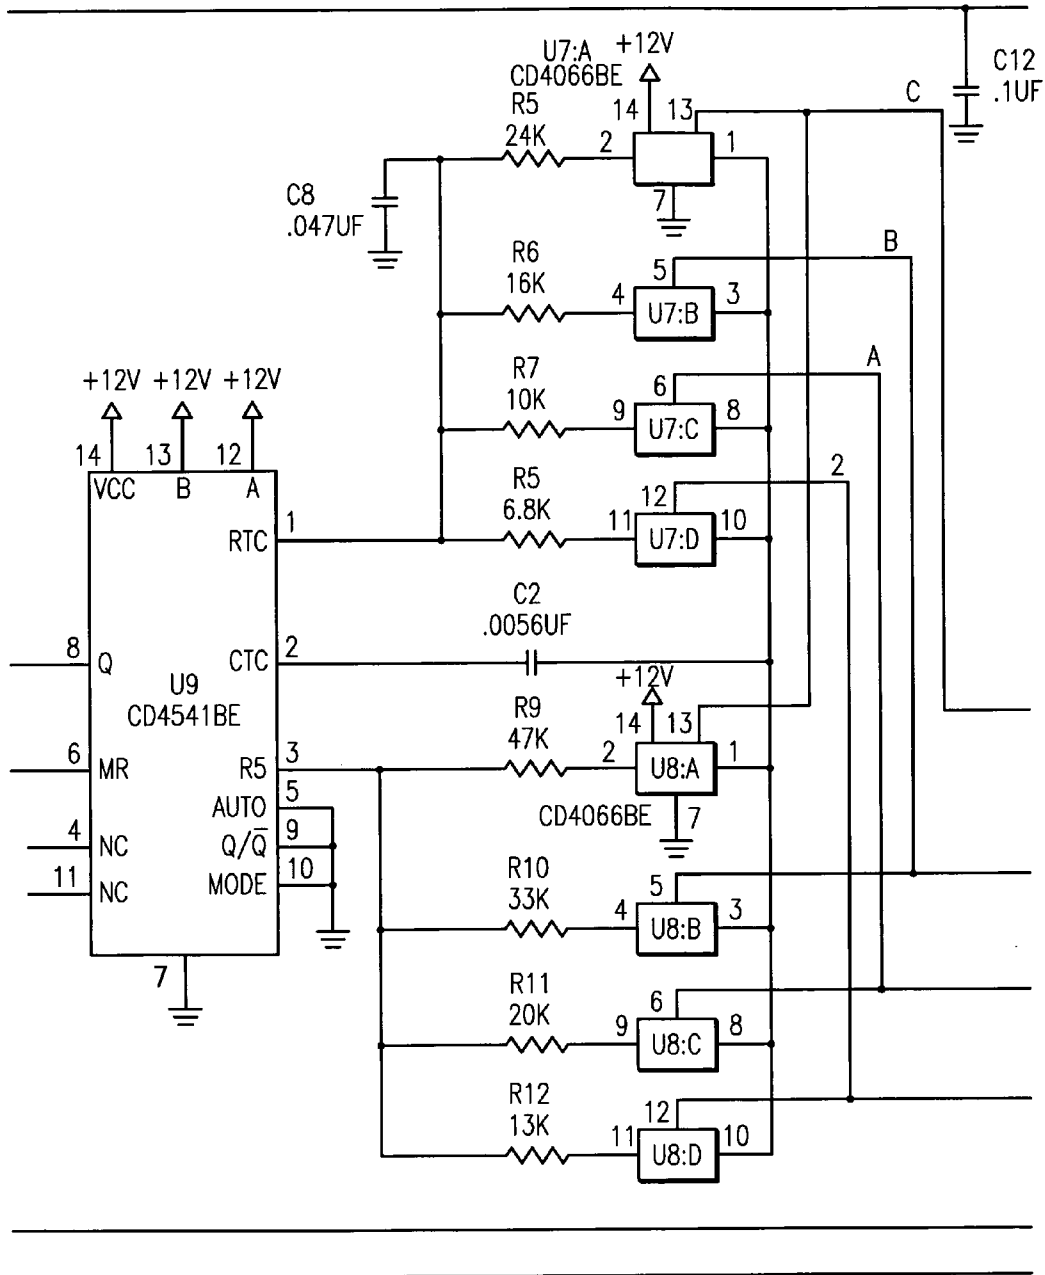 U7:A +12V
CD4066BE
C12
.1UF
C
R5
24K
14 13
2 1
7
C8
.047UF
B
R6
16K
5
4 U7:B 3
A
R7
10K
6
9 U7:C 8
+12V +12V +12V
14 13 12
VCC B A
2
R5
6.8K
12
11 U7:D 10
RTC 1
C2
.0056UF
8 Q
CTC 2
U9
CD4541BE
+12V
R9
47K
14 13
2 U8:A 1
6 MR
R5 3
AUTO 5
CD4066BE 7
4 NC
Q/Q̅ 9
11 NC
MODE 10
R10
33K
5
4 U8:B 3
7
R11
20K
6
9 U8:C 8
R12
13K
12
11 U8:D 10